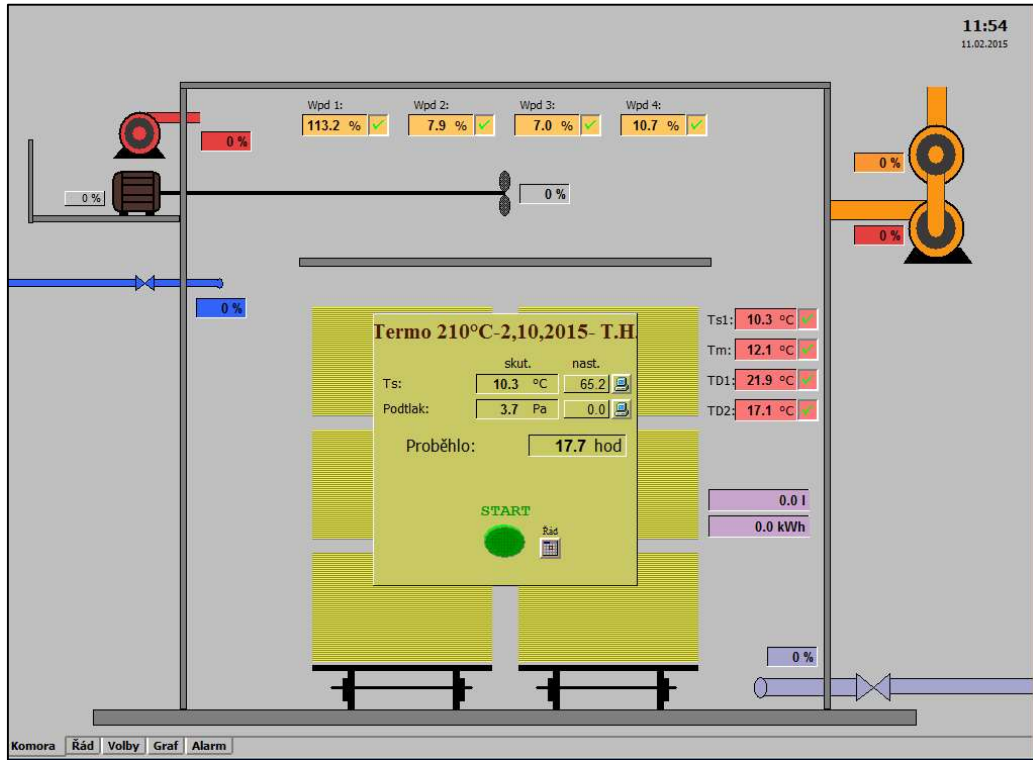 11:54
11.02.2015
Wpd 1: Wpd 2: Wpd 3: Wpd 4:
113.2 % 7.9 % 7.0 % 10.7 %
0 %
0 %
0 %
0 %
0 %
0 %
Ts1: 10.3 °C
Tm: 12.1 °C
TD1: 21.9 °C
TD2: 17.1 °C
Termo 210°C-2,10,2015- T.H.
skut. nast.
Ts: 10.3 °C 65.2
Podtlak: 3.7 Pa 0.0
Proběhlo: 17.7 hod
START
Řád
0.0 l
0.0 kWh
0 %
Komora Řád Volby Graf Alarm